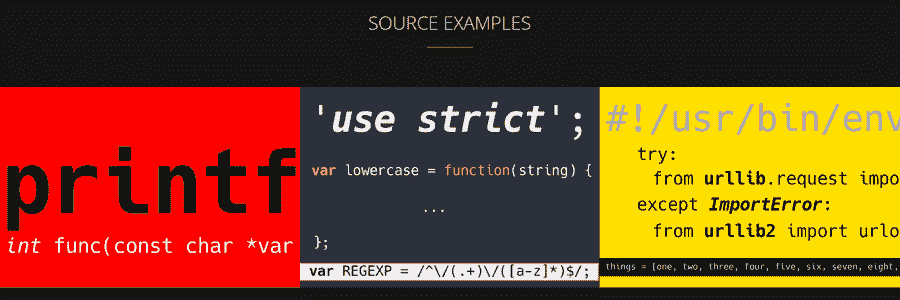 SOURCE EXAMPLES
printf
int func(const char *var
'use strict';
var lowercase = function(string) {
...
};
var REGEXP = /^\/(.+)\/([a-z]*)$/;
#!/usr/bin/env
try:
from urllib.request impo
except ImportError:
from urllib2 import urlo
things = [one, two, three, four, five, six, seven, eight,